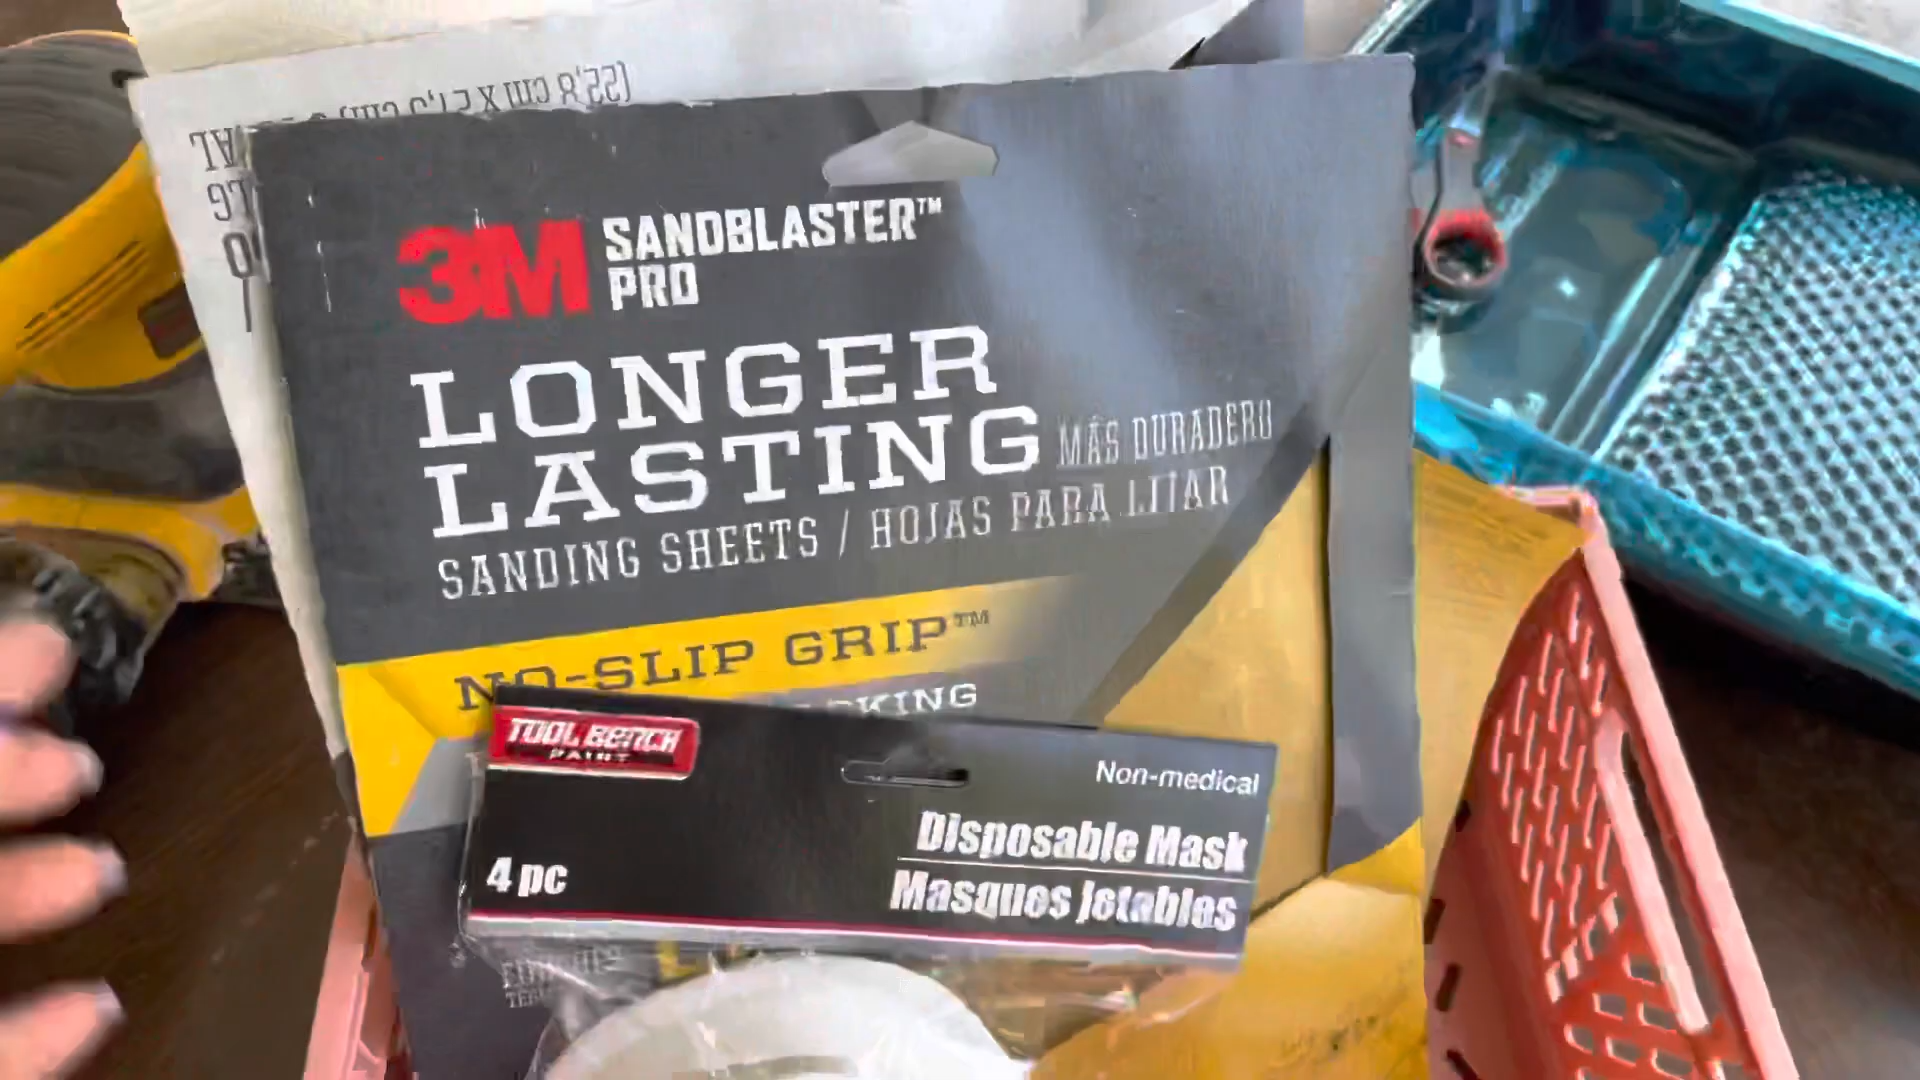 3M SANDBLASTER™
PRO
LONGER
LASTING MÁS DURADERO
SANDING SHEETS / HOJAS PARA LIJAR
NO-SLIP GRIP™
TOOL BENCH
PAINT
Non-medical
Disposable Mask
4 pc
Masques jetables